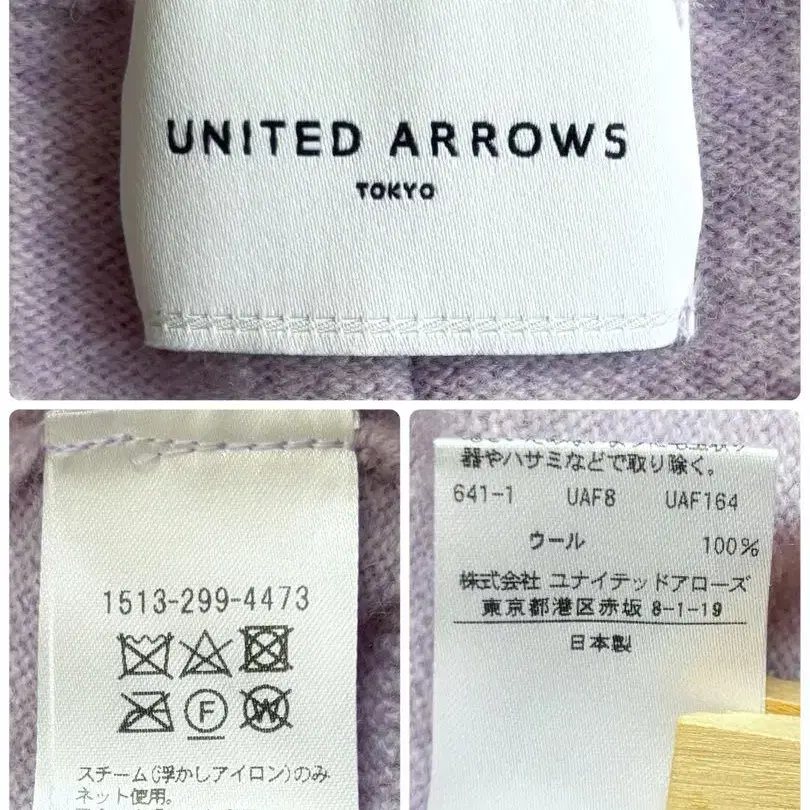 UNITED ARROWS
TOKYO
1513-299-4473
F W
スチーム(浮かしアイロン)のみ
ネット使用。
器やハサミなどで取り除く。
641-1 UAF8 UAF164
ウール 100%
株式会社 ユナイテッドアローズ
東京都港区赤坂 8-1-19
日本製